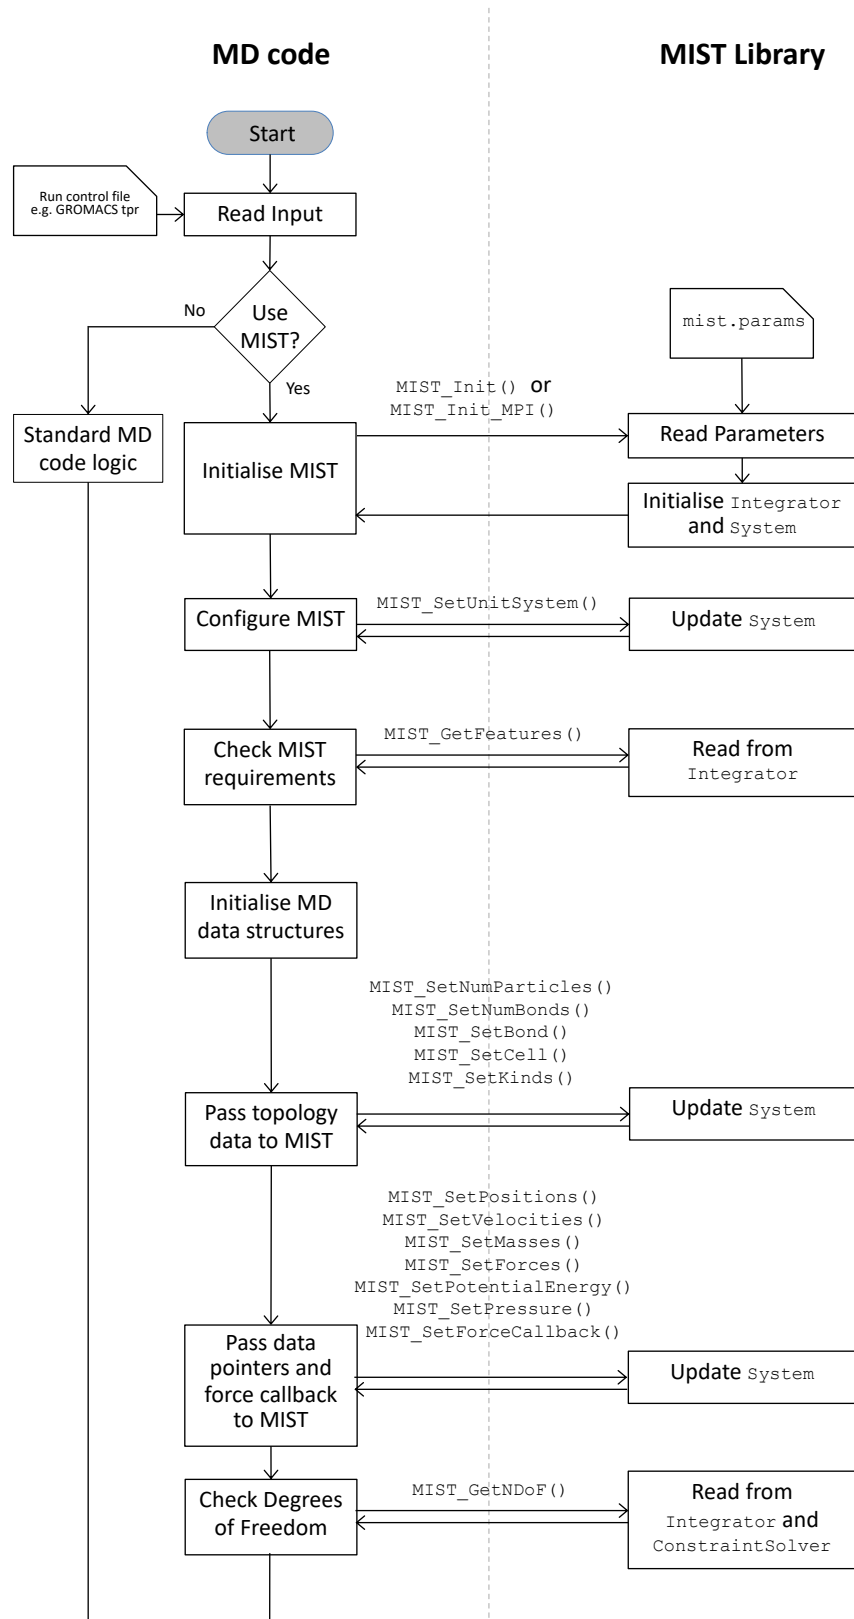 MD code
MIST Library
Start
Run control file
e.g. GROMACS tpr
Read Input
No
Use
MIST?
Yes
mist.params
MIST_Init() or
MIST_Init_MPI()
Standard MD
code logic
Initialise MIST
Read Parameters
Initialise Integrator
and System
Configure MIST
MIST_SetUnitSystem()
Update System
Check MIST
requirements
MIST_GetFeatures()
Read from
Integrator
Initialise MD
data structures
MIST_SetNumParticles()
MIST_SetNumBonds()
MIST_SetBond()
MIST_SetCell()
MIST_SetKinds()
Pass topology
data to MIST
Update System
MIST_SetPositions()
MIST_SetVelocities()
MIST_SetMasses()
MIST_SetForces()
MIST_SetPotentialEnergy()
MIST_SetPressure()
MIST_SetForceCallback()
Pass data
pointers and
force callback
to MIST
Update System
Check Degrees
of Freedom
MIST_GetNDoF()
Read from
Integrator and
ConstraintSolver